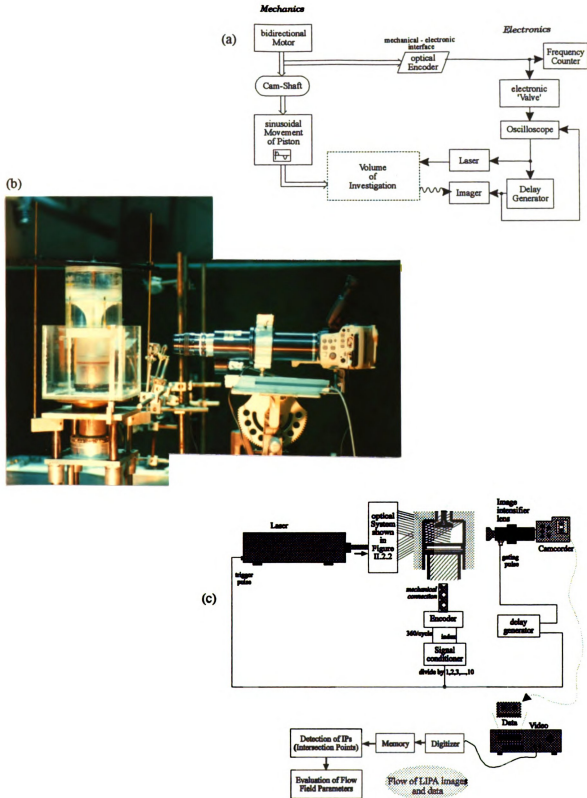 Mechanics
Electronics
(a)
bidirectional
Motor
mechanical - electronic
interface
optical
Encoder
Frequency
Counter
Cam-Shaft
electronic
'Valve'
sinusoidal
Movement
of Piston
Oscilloscope
Volume
of
Investigation
Laser
Imager
Delay
Generator
(b)
(c)
Laser
trigger
pulse
optical
System
shown
in
Figure
II.2.2
Image
intensifier
lens
Camcorder
gating
pulse
mechanical
connection
Encoder
360/cycle
index
Signal
conditioner
divide by 1,2,3,...,10
delay
generator
Data
Video
Detection of IPs
(Intersection Points)
Memory
Digitizer
Evaluation of Flow
Field Parameters
Flow of LIPA images
and data